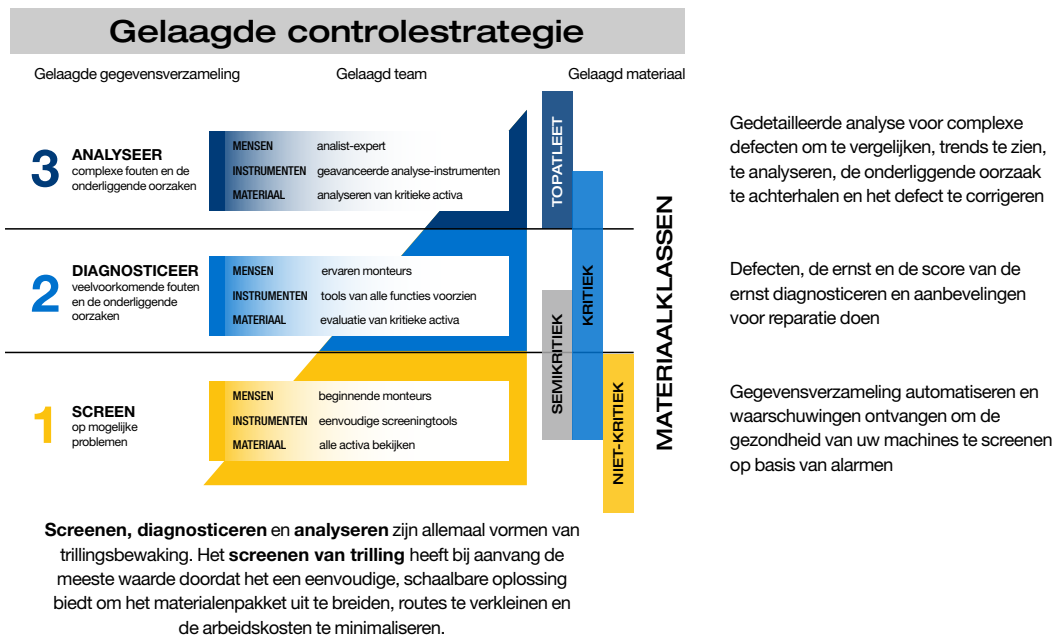 Gelaagde controlestrategie
Gelaagde gegevensverzameling
Gelaagd team
Gelaagd materiaal
3
ANALYSEER
complexe fouten en de
onderliggende oorzaken
MENSEN analist-expert
INSTRUMENTEN geavanceerde analyse-instrumenten
MATERIAAL analyseren van kritieke activa
2
DIAGNOSTICEER
veelvoorkomende fouten
en de onderliggende
oorzaken
MENSEN ervaren monteurs
INSTRUMENTEN tools van alle functies voorzien
MATERIAAL evaluatie van kritieke activa
1
SCREEN
op mogelijke
problemen
MENSEN beginnende monteurs
INSTRUMENTEN eenvoudige screeningtools
MATERIAAL alle activa bekijken
TOPATLEET
KRITIEK
SEMIKRITIEK
NIET-KRITIEK
MATERIAALKLASSEN
Gedetailleerde analyse voor complexe
defecten om te vergelijken, trends te zien,
te analyseren, de onderliggende oorzaak
te achterhalen en het defect te corrigeren
Defecten, de ernst en de score van de
ernst diagnosticeren en aanbevelingen
voor reparatie doen
Gegevensverzameling automatiseren en
waarschuwingen ontvangen om de
gezondheid van uw machines te screenen
op basis van alarmen
Screenen, diagnosticeren en analyseren zijn allemaal vormen van
trillingsbewaking. Het screenen van trilling heeft bij aanvang de
meeste waarde doordat het een eenvoudige, schaalbare oplossing
biedt om het materialenpakket uit te breiden, routes te verkleinen en
de arbeidskosten te minimaliseren.